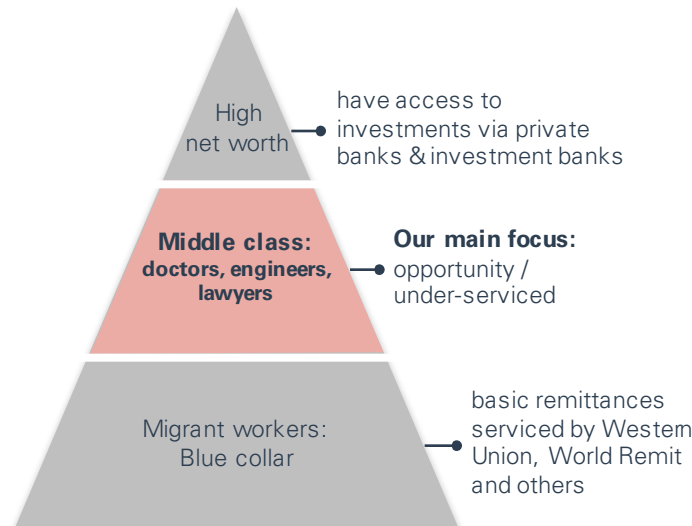 High
net worth
have access to
investments via private
banks & investment banks
Middle class:
doctors, engineers,
lawyers
Our main focus:
opportunity /
under-serviced
Migrant workers:
Blue collar
basic remittances
serviced by Western
Union, World Remit
and others